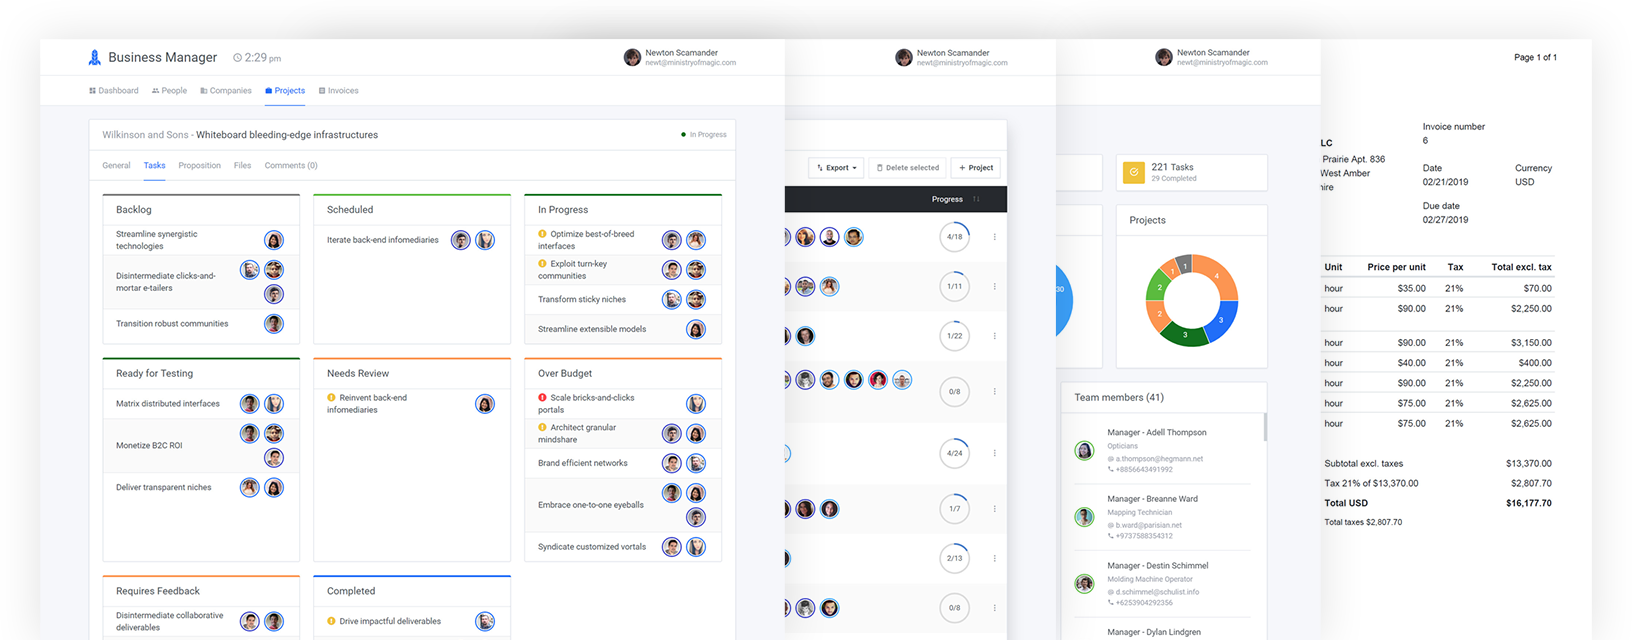 Business Manager
2:29 pm
Newton Scamander
newt@ministryofmagic.com
Dashboard
People
Companies
Projects
Invoices
Wilkinson and Sons - Whiteboard bleeding-edge infrastructures
In Progress
General
Tasks
Proposition
Files
Comments (0)
Backlog
Streamline synergistic
technologies
Disintermediate clicks-and-
mortar e-tailers
Transition robust communities
Scheduled
Iterate back-end infomediaries
In Progress
Optimize best-of-breed
interfaces
Exploit turn-key
communities
Transform sticky niches
Streamline extensible models
Ready for Testing
Matrix distributed interfaces
Monetize B2C ROI
Deliver transparent niches
Needs Review
Reinvent back-end
infomediaries
Over Budget
Scale bricks-and-clicks
portals
Architect granular
mindshare
Brand efficient networks
Embrace one-to-one eyeballs
Syndicate customized vortals
Requires Feedback
Disintermediate collaborative
deliverables
Completed
Drive impactful deliverables
Newton Scamander
newt@ministryofmagic.com
Export
Delete selected
+ Project
Progress
4/18
1/11
1/22
0/8
4/24
1/7
2/13
0/8
Newton Scamander
newt@ministryofmagic.com
221 Tasks
29 Completed
30
Projects
4
3
3
2
2
1
1
Team members (41)
Manager - Adell Thompson
Opticians
@ a.thompson@hegmann.net
+8856643491992
Manager - Breanne Ward
Mapping Technician
@ b.ward@parisian.net
+9737588354312
Manager - Destin Schimmel
Molding Machine Operator
@ d.schimmel@schulist.info
+6253904292356
Manager - Dylan Lindgren
Page 1 of 1
LC
Prairie Apt. 836
West Amber
ire
Invoice number
6
Date
02/21/2019
Currency
USD
Due date
02/27/2019
Unit Price per unit Tax Total excl. tax
hour $35.00 21% $70.00
hour $90.00 21% $2,250.00
hour $90.00 21% $3,150.00
hour $40.00 21% $400.00
hour $90.00 21% $2,250.00
hour $75.00 21% $2,625.00
hour $75.00 21% $2,625.00
Subtotal excl. taxes $13,370.00
Tax 21% of $13,370.00 $2,807.70
Total USD $16,177.70
Total taxes $2,807.70